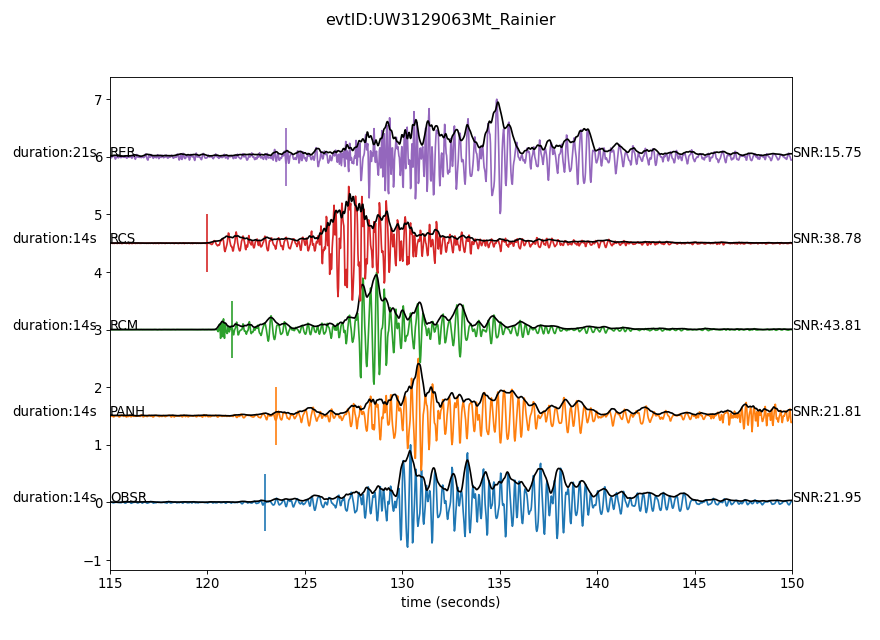 evtID:UW3129063Mt_Rainier
7
duration:21s RER SNR:15.75
6
5
duration:14s RCS SNR:38.78
4
duration:14s RCM SNR:43.81
3
2
duration:14s PANH SNR:21.81
1
duration:14s OBSR SNR:21.95
0
−1
115 120 125 130 135 140 145 150
time (seconds)